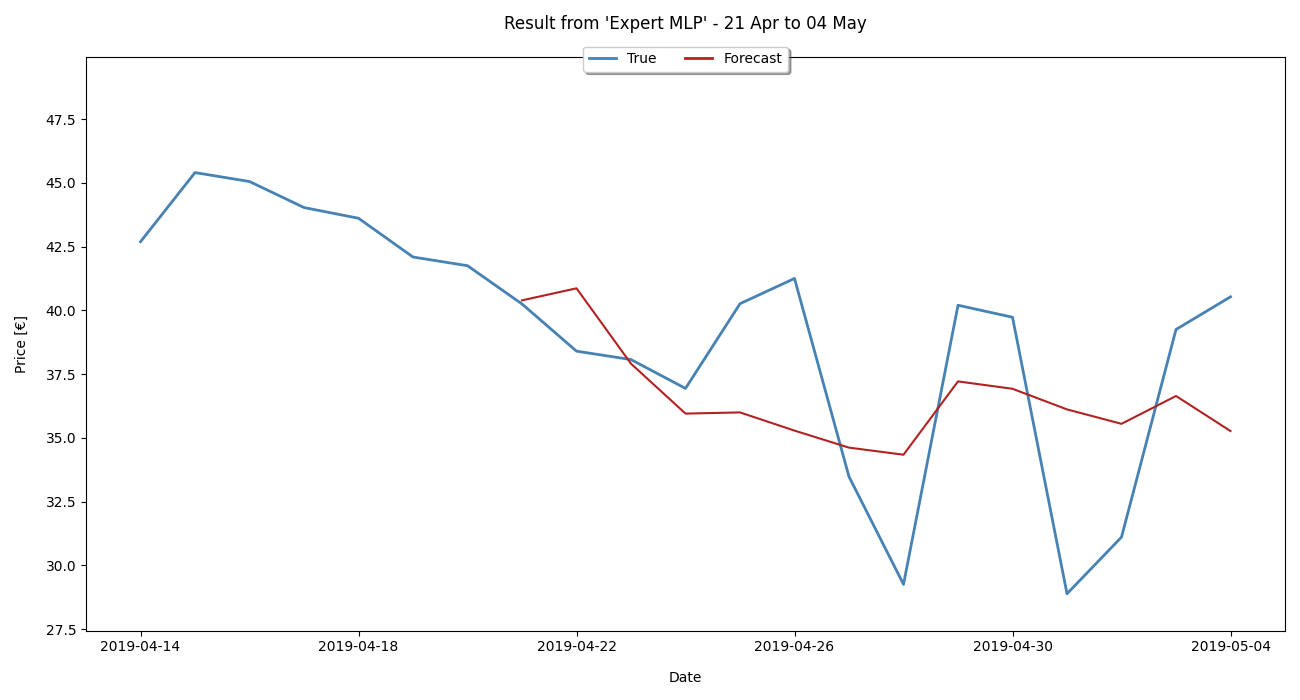 Result from 'Expert MLP' - 21 Apr to 04 May
True Forecast
47.5
45.0
42.5
40.0
37.5
35.0
32.5
30.0
27.5
Price [€]
2019-04-14 2019-04-18 2019-04-22 2019-04-26 2019-04-30 2019-05-04
Date